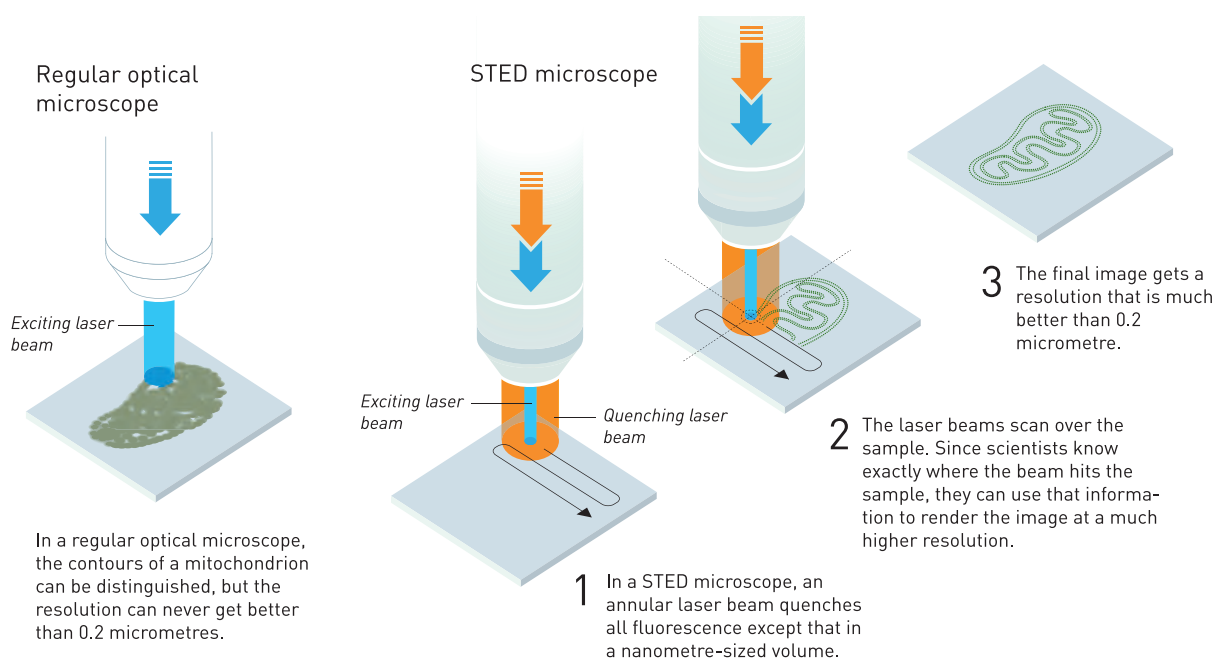 Regular optical
microscope
Exciting laser
beam
In a regular optical microscope,
the contours of a mitochondrion
can be distinguished, but the
resolution can never get better
than 0.2 micrometres.
STED microscope
Exciting laser
beam
Quenching laser
beam
1 In a STED microscope, an
annular laser beam quenches
all fluorescence except that in
a nanometre-sized volume.
2 The laser beams scan over the
sample. Since scientists know
exactly where the beam hits the
sample, they can use that informa-
tion to render the image at a much
higher resolution.
3 The final image gets a
resolution that is much
better than 0.2
micrometre.